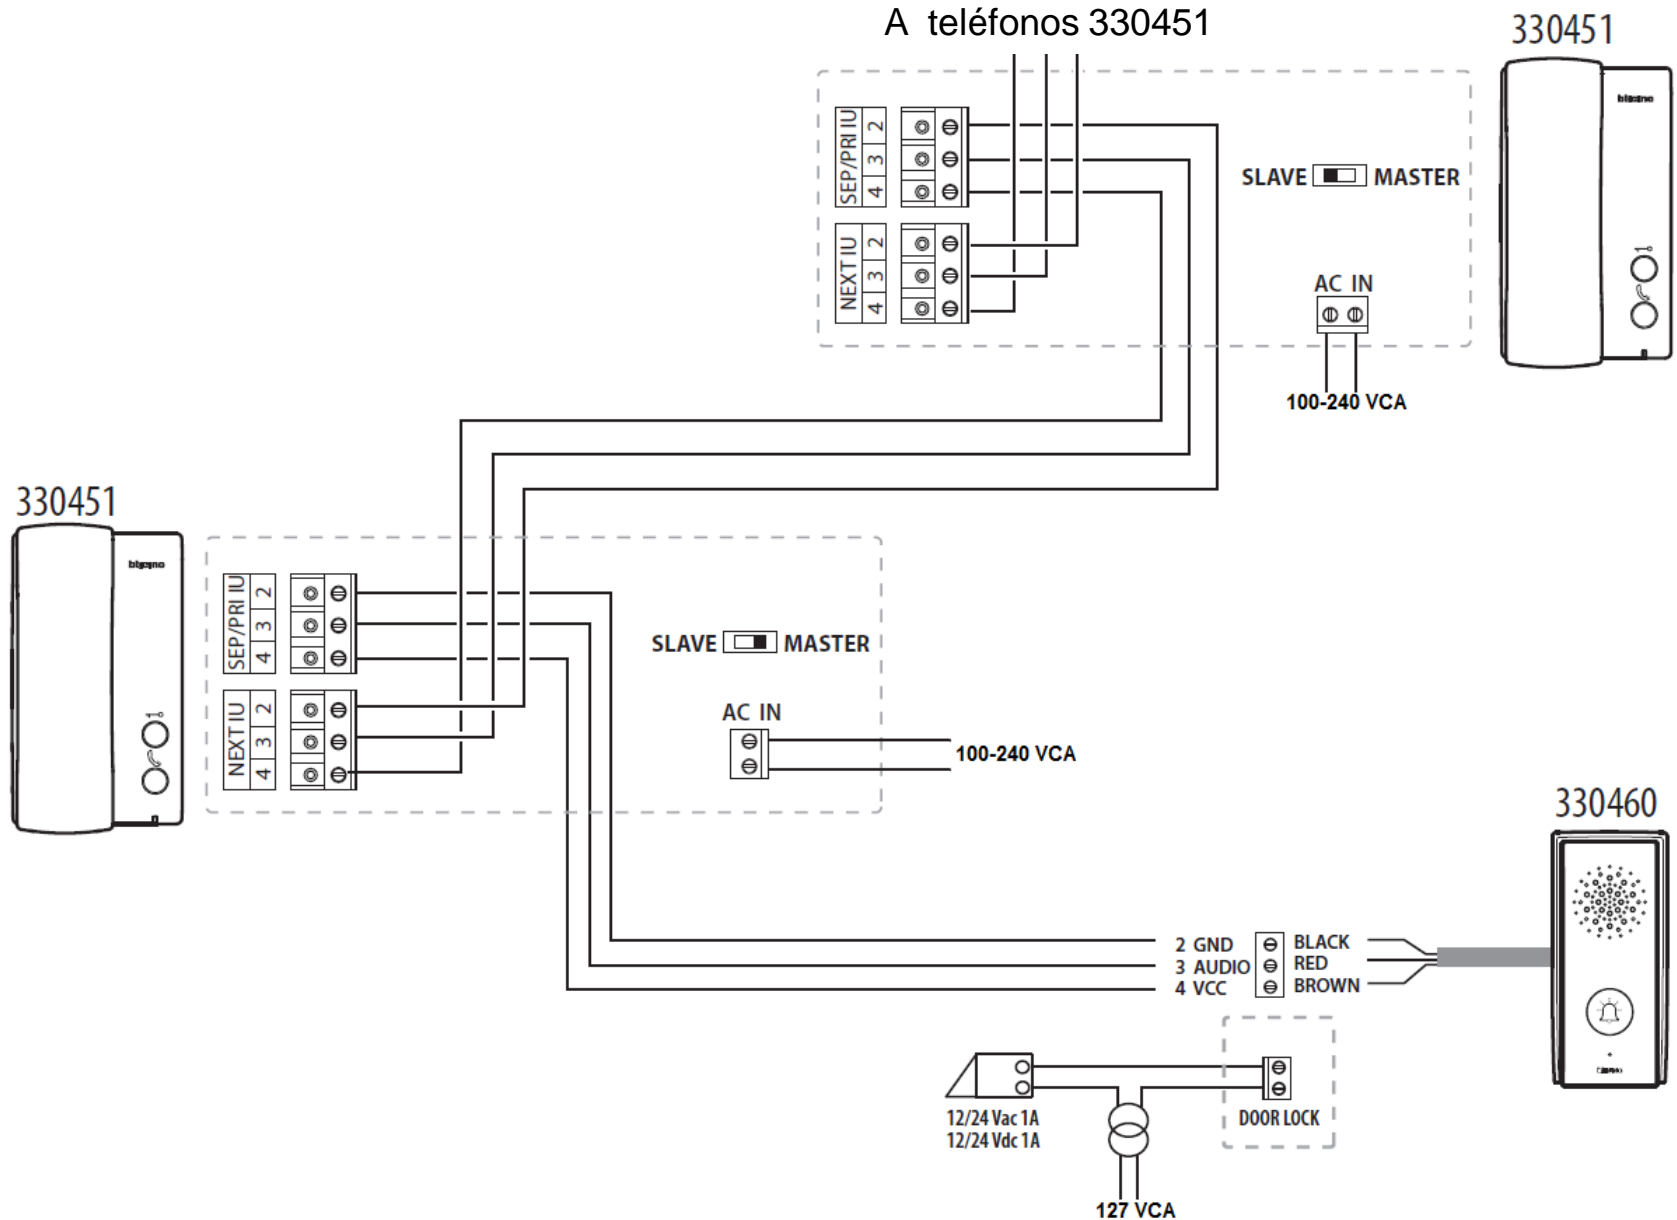 A teléfonos 330451
330451
SEP/PRI IU
2
3
4
NEXT IU
2
3
4
SLAVE MASTER
AC IN
100-240 VCA
330451
bticino
SEP/PRI IU
2
3
4
NEXT IU
2
3
4
SLAVE MASTER
AC IN
100-240 VCA
330460
2 GND BLACK
3 AUDIO RED
4 VCC BROWN
12/24 Vac 1A
12/24 Vdc 1A
DOOR LOCK
127 VCA